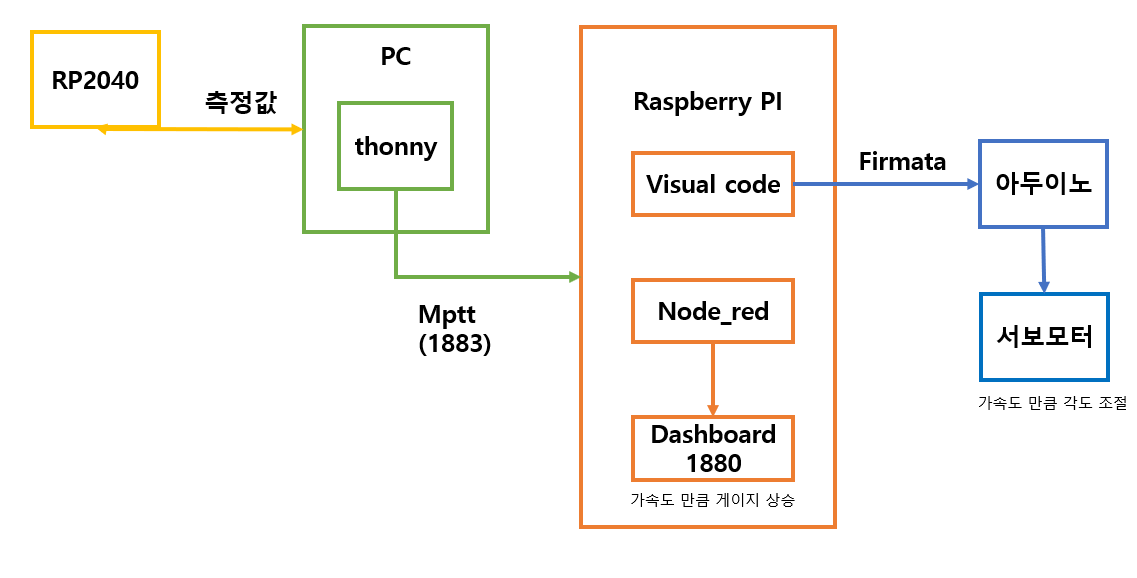 RP2040
측정값
PC
thonny
Mptt
(1883)
Raspberry PI
Visual code
Node_red
Dashboard
1880
가속도 만큼 게이지 상승
Firmata
아두이노
서보모터
가속도 만큼 각도 조절